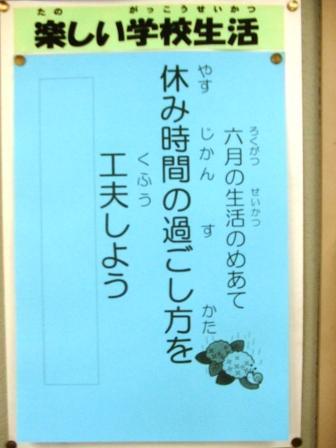 たの がっこうせいかつ
楽しい学校生活
ろくがつ せいかつ
六月の生活のめあて
やす じかん す かた
休み時間の過ごし方を
くふう
工夫しよう